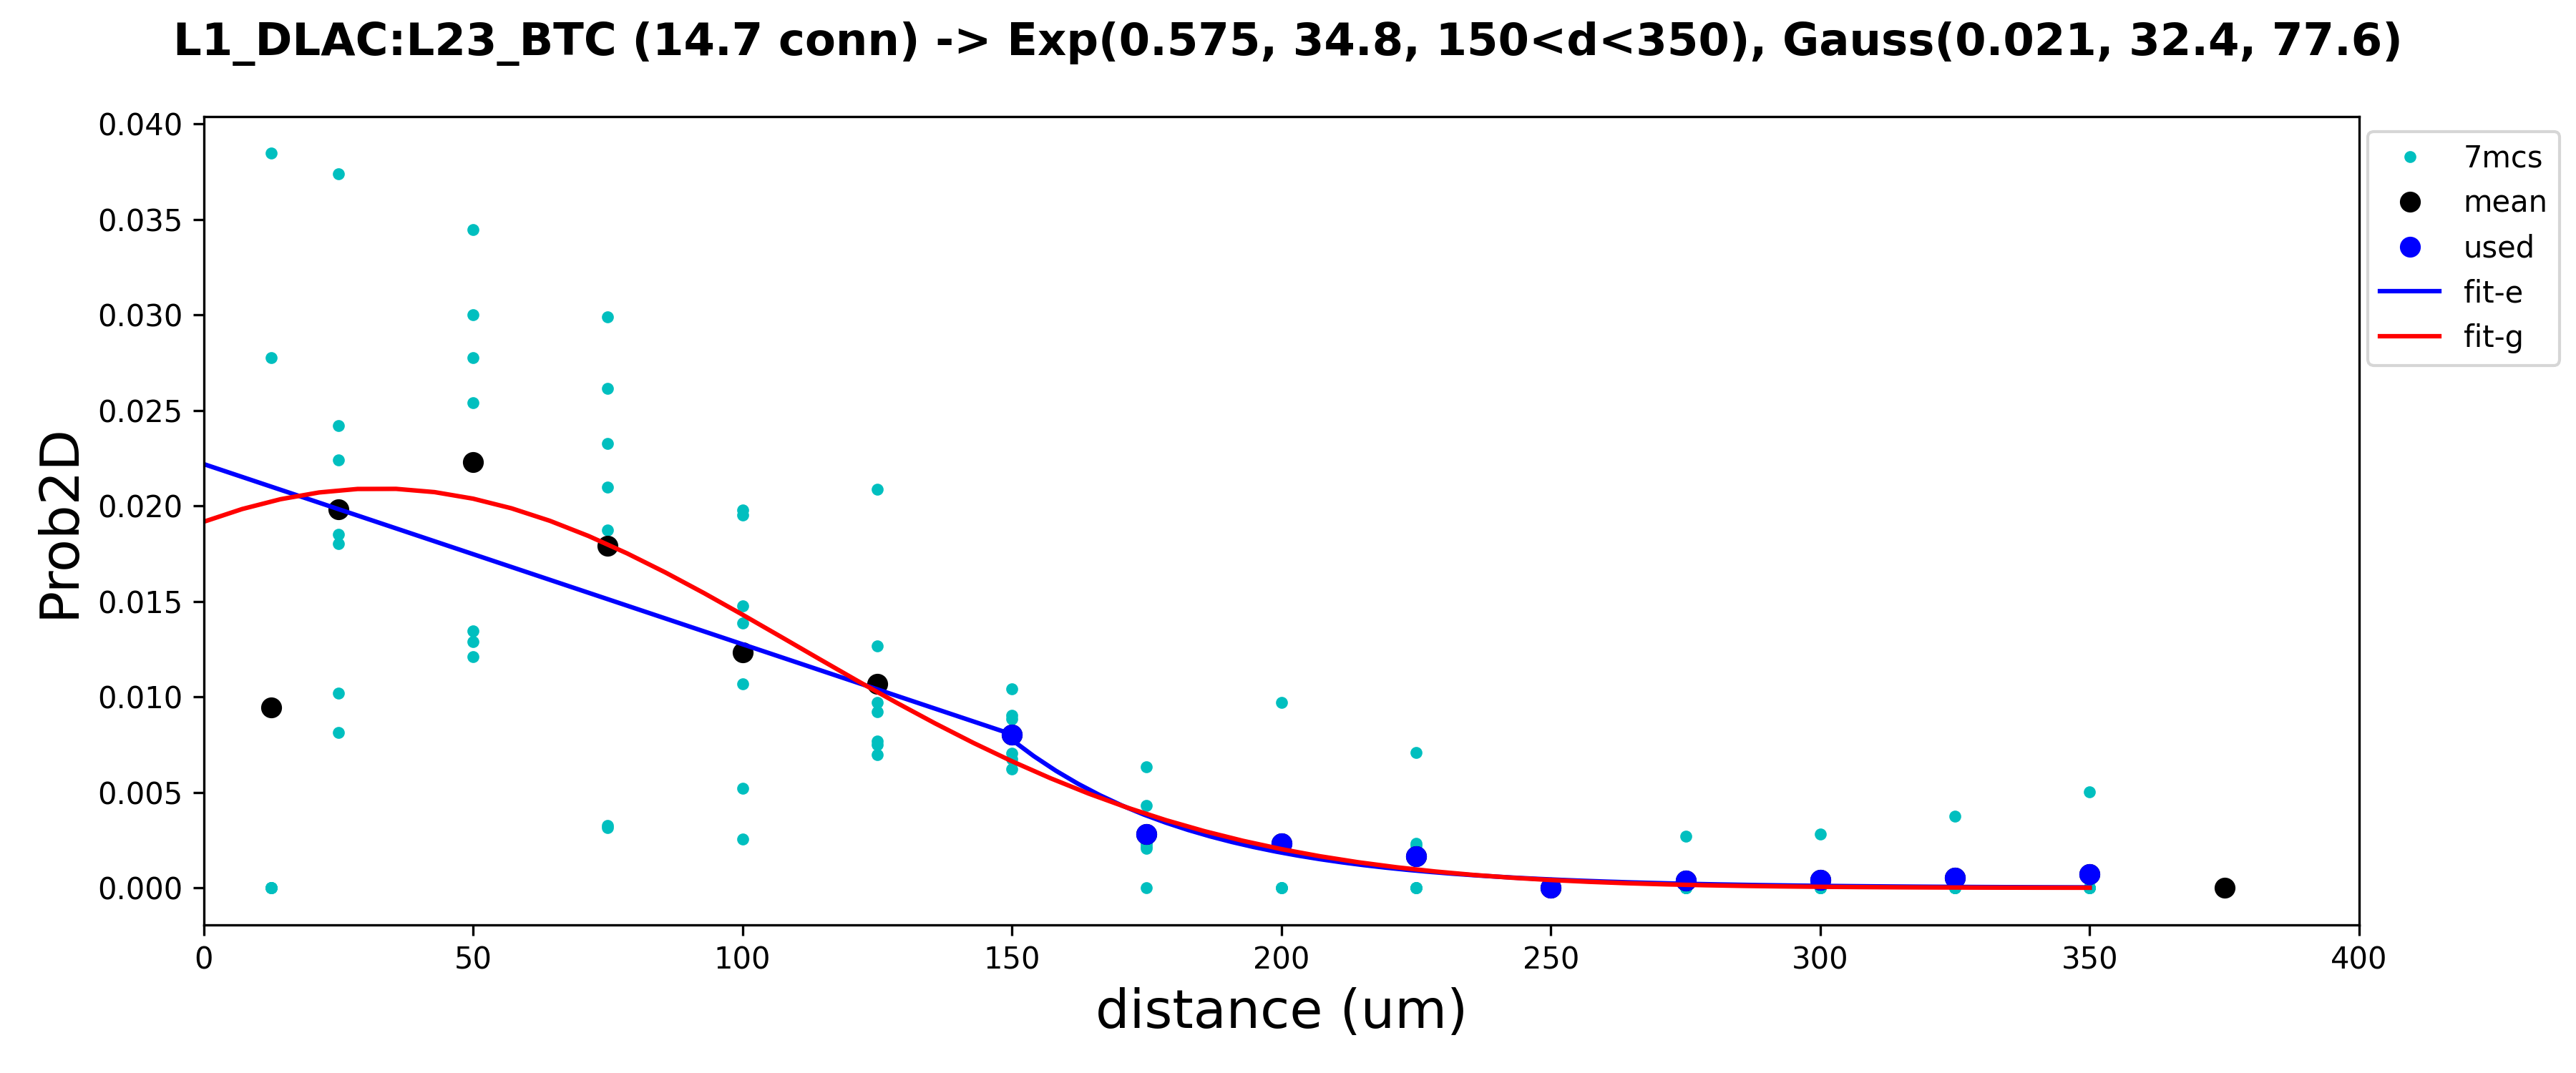 L1_DLAC:L23_BTC (14.7 conn) -> Exp(0.575, 34.8, 150<d<350), Gauss(0.021, 32.4, 77.6)
0.040
0.035
0.030
0.025
0.020
0.015
0.010
0.005
0.000
Prob2D
0 50 100 150 200 250 300 350 400
distance (um)
7mcs
mean
used
fit-e
fit-g